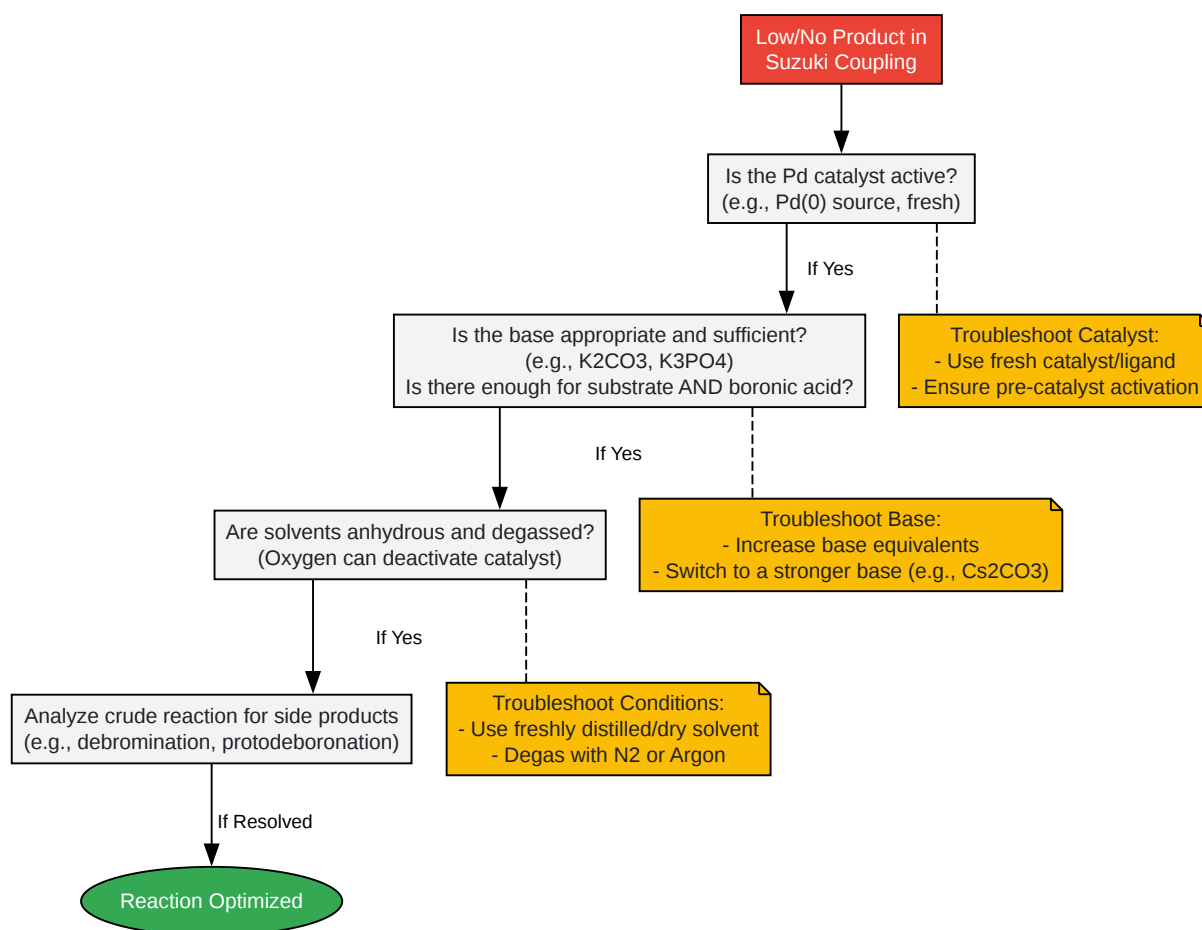 Low/No Product in
Suzuki Coupling
Is the Pd catalyst active?
(e.g., Pd(0) source, fresh)
If Yes
Is the base appropriate and sufficient?
(e.g., K2CO3, K3PO4)
Is there enough for substrate AND boronic acid?
Troubleshoot Catalyst:
- Use fresh catalyst/ligand
- Ensure pre-catalyst activation
If Yes
Are solvents anhydrous and degassed?
(Oxygen can deactivate catalyst)
Troubleshoot Base:
- Increase base equivalents
- Switch to a stronger base (e.g., Cs2CO3)
If Yes
Analyze crude reaction for side products
(e.g., debromination, protodeboronation)
Troubleshoot Conditions:
- Use freshly distilled/dry solvent
- Degas with N2 or Argon
If Resolved
Reaction Optimized